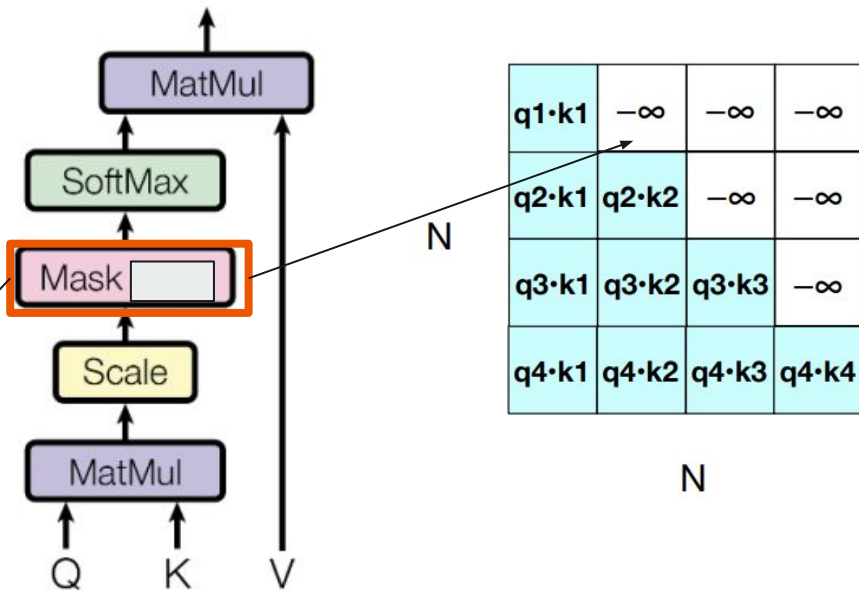 MatMul
SoftMax
Mask
Scale
MatMul
Q K V
N
q1•k1 −∞ −∞ −∞
q2•k1 q2•k2 −∞ −∞
q3•k1 q3•k2 q3•k3 −∞
q4•k1 q4•k2 q4•k3 q4•k4
N